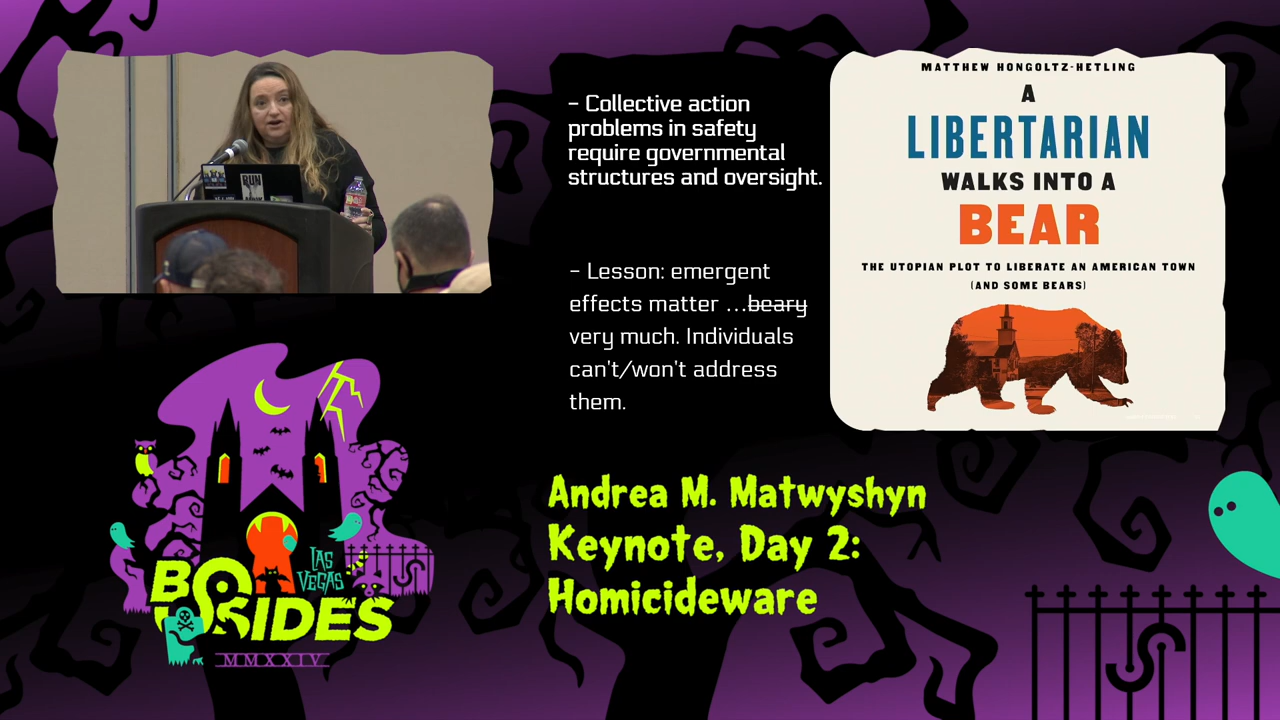 - Collective action
problems in safety
require governmental
structures and oversight.
- Lesson: emergent
effects matter ...beary
very much. Individuals
can't/won't address
them.
MATTHEW HONGOLTZ-HETLING
A
LIBERTARIAN
WALKS INTO A
BEAR
THE UTOPIAN PLOT TO LIBERATE AN AMERICAN TOWN
(AND SOME BEARS)
RUN
LAS
VEGAS
BSIDES
MMXXIV
Andrea M. Matwyshyn
Keynote, Day 2:
Homicideware